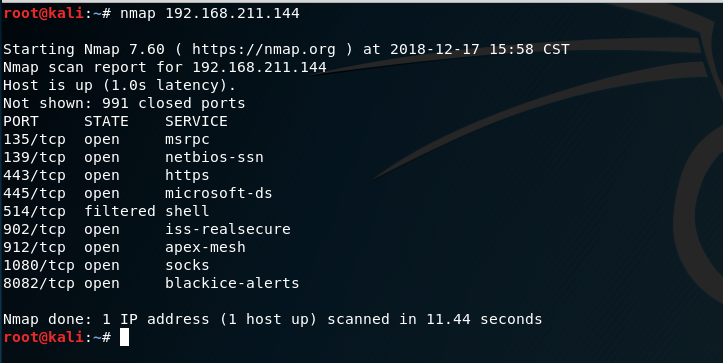 root@kali:~# nmap 192.168.211.144
Starting Nmap 7.60 ( https://nmap.org ) at 2018-12-17 15:58 CST
Nmap scan report for 192.168.211.144
Host is up (1.0s latency).
Not shown: 991 closed ports
PORT     STATE    SERVICE
135/tcp  open     msrpc
139/tcp  open     netbios-ssn
443/tcp  open     https
445/tcp  open     microsoft-ds
514/tcp  filtered shell
902/tcp  open     iss-realsecure
912/tcp  open     apex-mesh
1080/tcp open     socks
8082/tcp open     blackice-alerts
Nmap done: 1 IP address (1 host up) scanned in 11.44 seconds
root@kali:~#